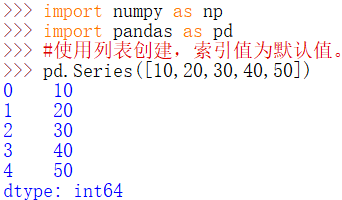 >>> import numpy as np
>>> import pandas as pd
>>> #使用列表创建，索引值为默认值。
>>> pd.Series([10,20,30,40,50])
0    10
1    20
2    30
3    40
4    50
dtype: int64